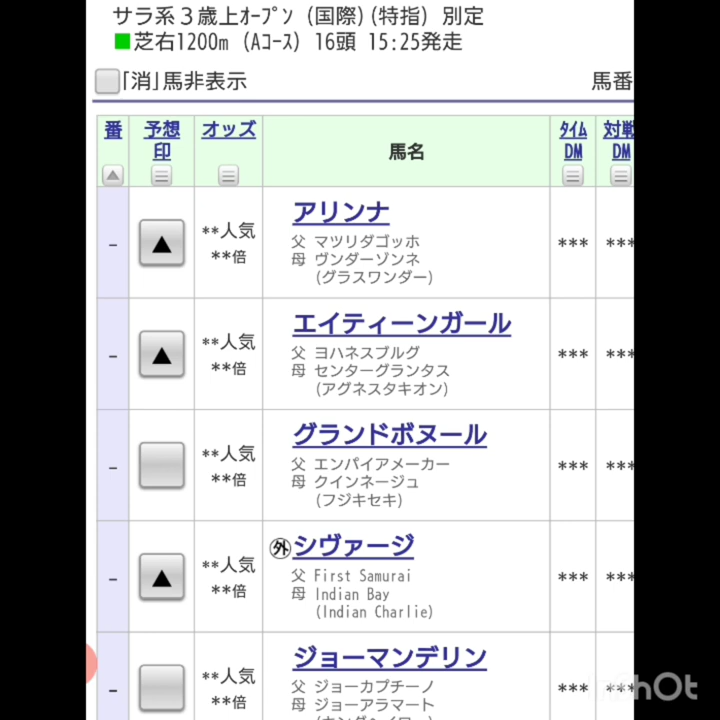 サラ系３歳上ｵｰﾌﾟﾝ (国際)(特指) 別定
芝右1200m (Aｺｰｽ) 16頭 15:25発走
「消」馬非表示
馬番
番 予想印 オッズ 馬名 ﾀｲﾑDM 対戦DM
－ ▲ **人気 **倍 アリンナ *** ***
父 マツリダゴッホ
母 ヴンダーゾンネ
(グラスワンダー)
－ ▲ **人気 **倍 エイティーンガール *** ***
父 ヨハネスブルグ
母 センターグランタス
(アグネスタキオン)
－ **人気 **倍 グランドボヌール *** ***
父 エンパイアメーカー
母 クインネージュ
(フジキセキ)
－ ▲ **人気 **倍 外 シヴァージ *** ***
父 First Samurai
母 Indian Bay
(Indian Charlie)
－ **人気 **倍 ジョーマンデリン *** ***
父 ジョーカプチーノ
母 ジョーアラマート